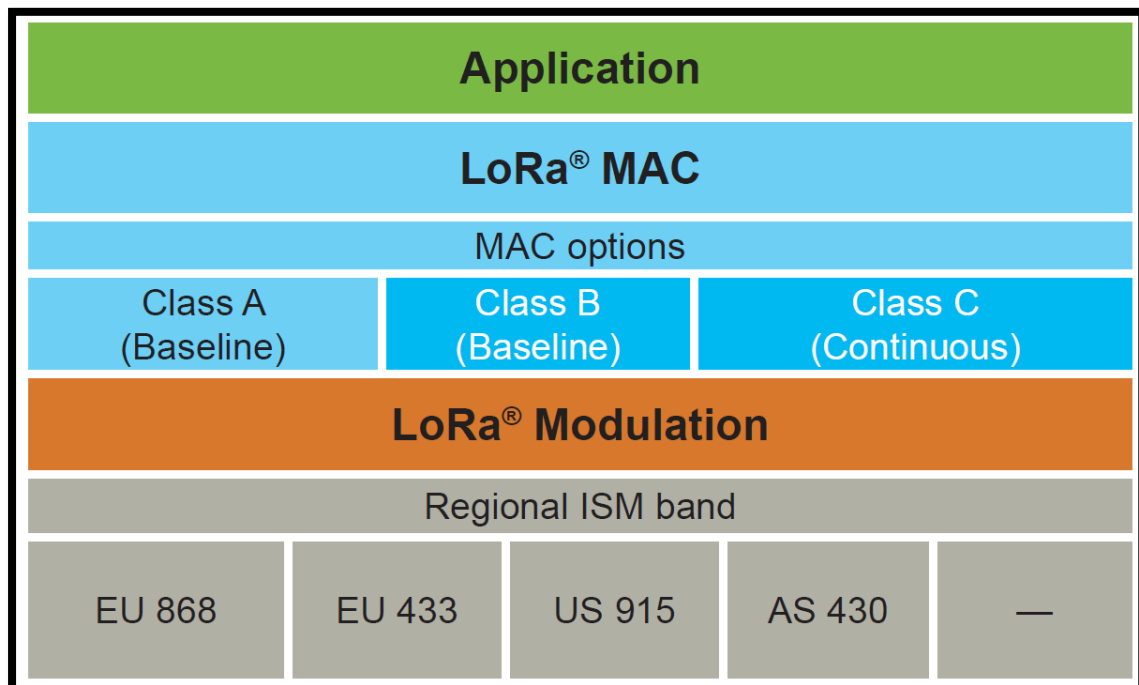 Application
LoRa® MAC
MAC options
Class A
(Baseline)
Class B
(Baseline)
Class C
(Continuous)
LoRa® Modulation
Regional ISM band
EU 868
EU 433
US 915
AS 430
—